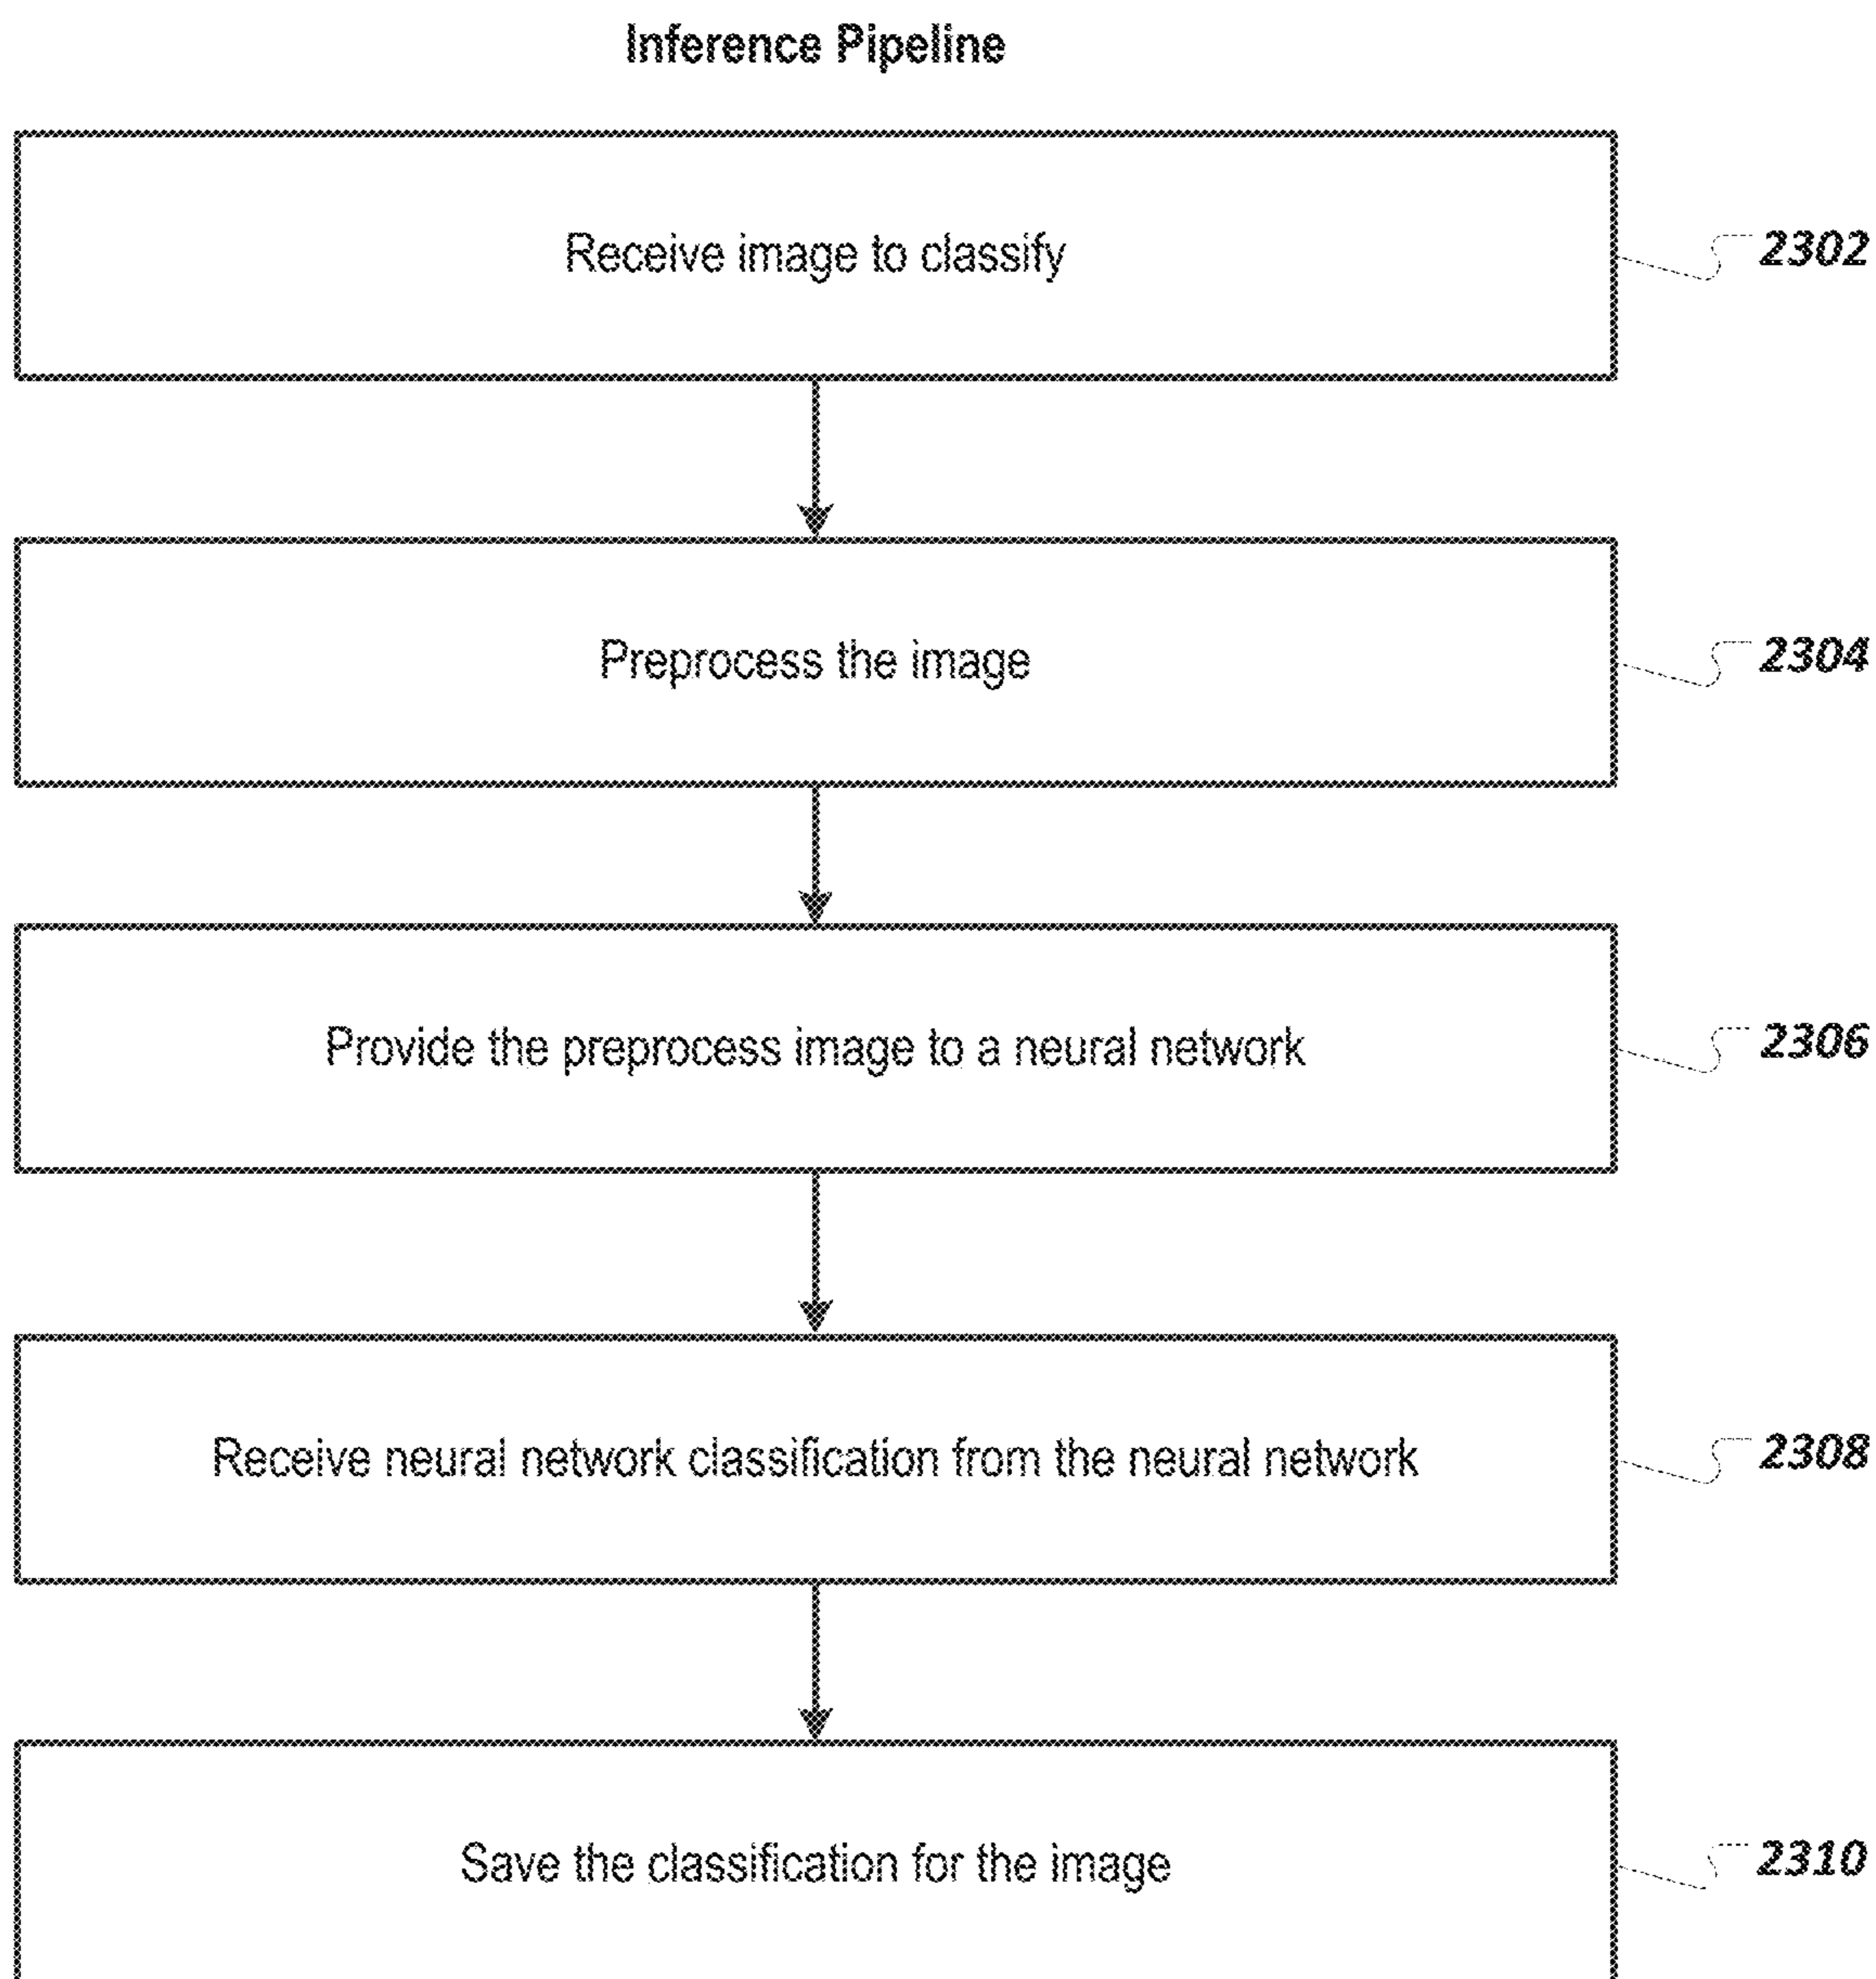 Inference Pipeline
Receive image to classify
2302
Preprocess the image
2304
Provide the preprocess image to a neural network
2306
Receive neural network classification from the neural network
2308
Save the classification for the image
2310